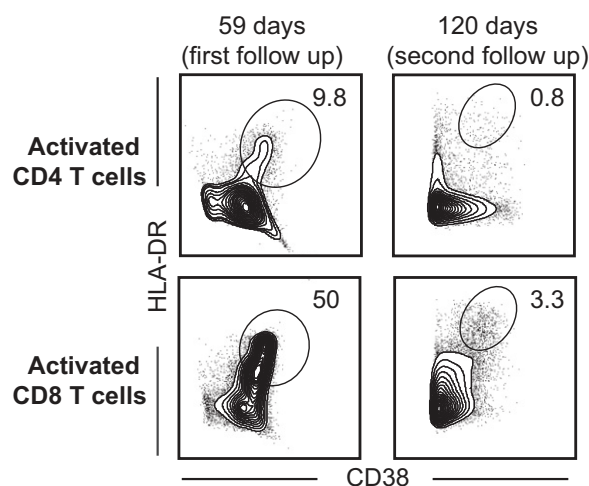 59 days
(first follow up)
120 days
(second follow up)
Activated
CD4 T cells
9.8
0.8
HLA-DR
Activated
CD8 T cells
50
3.3
CD38